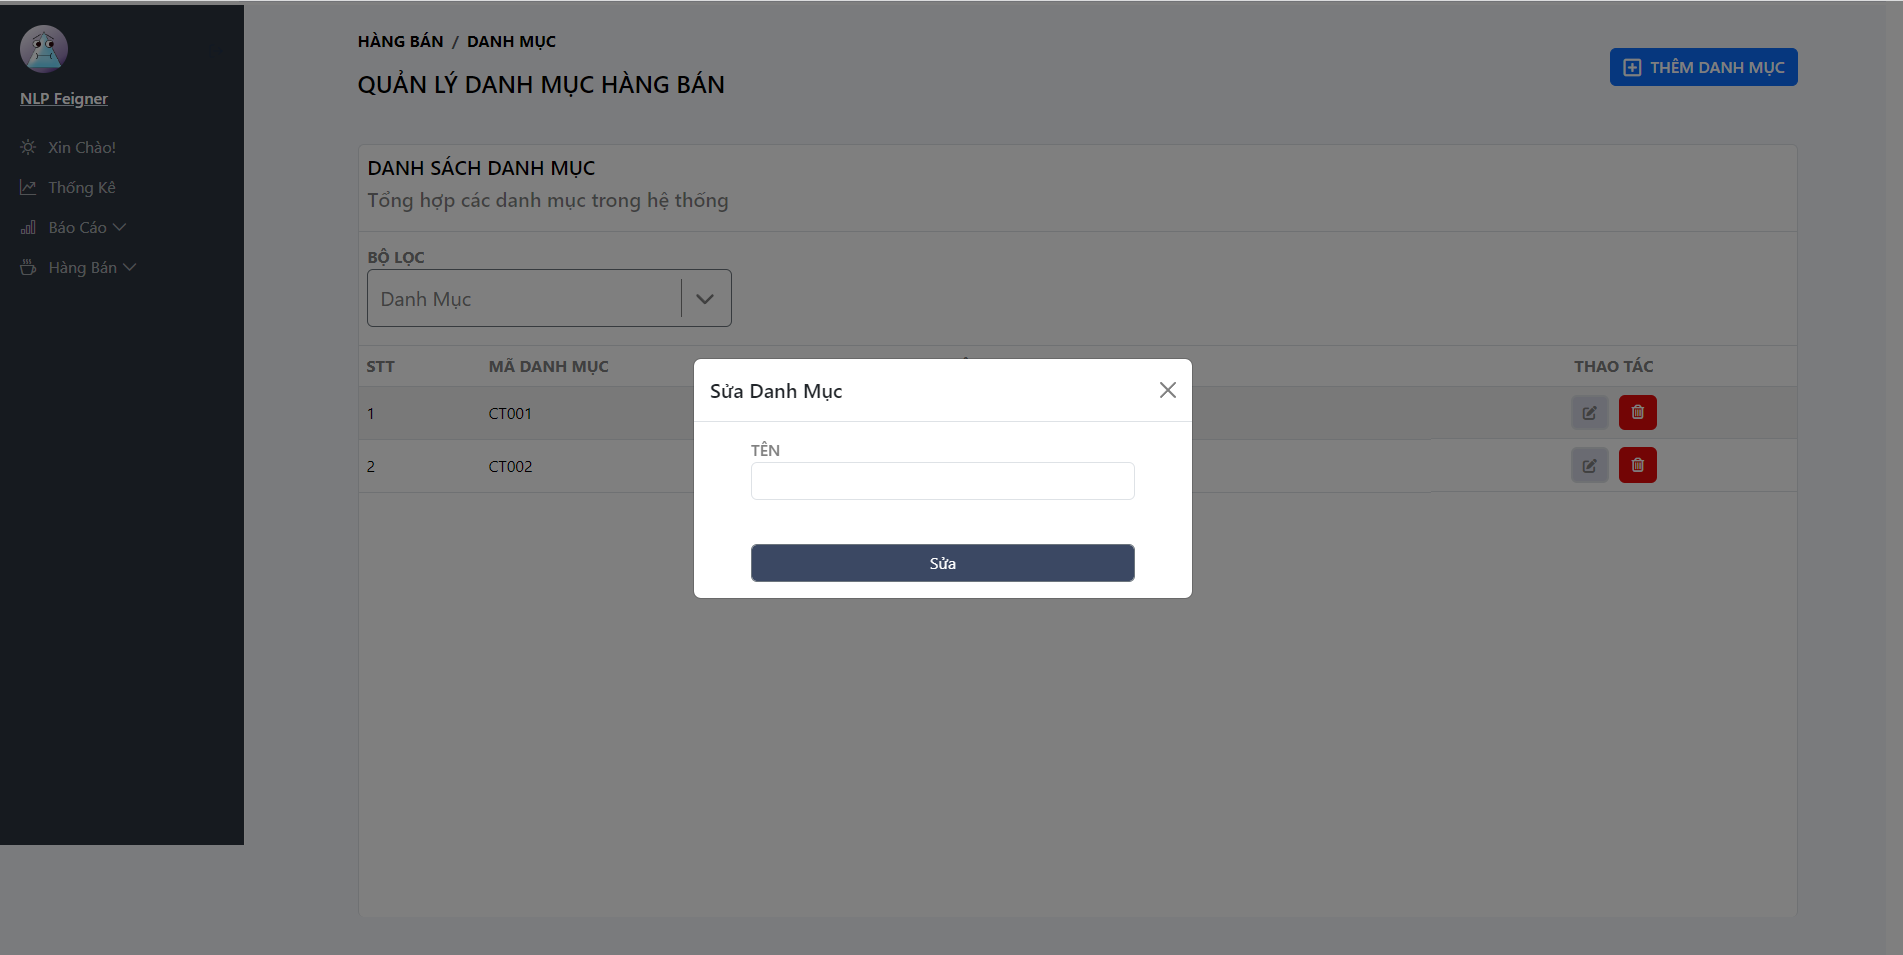 NLP Feigner
Xin Chào!
Thống Kê
Báo Cáo
Hàng Bán
HÀNG BÁN / DANH MỤC
QUẢN LÝ DANH MỤC HÀNG BÁN
THÊM DANH MỤC
DANH SÁCH DANH MỤC
Tổng hợp các danh mục trong hệ thống
BỘ LỌC
Danh Mục
STT MÃ DANH MỤC THAO TÁC
1 CT001
2 CT002
Sửa Danh Mục
TÊN
Sửa